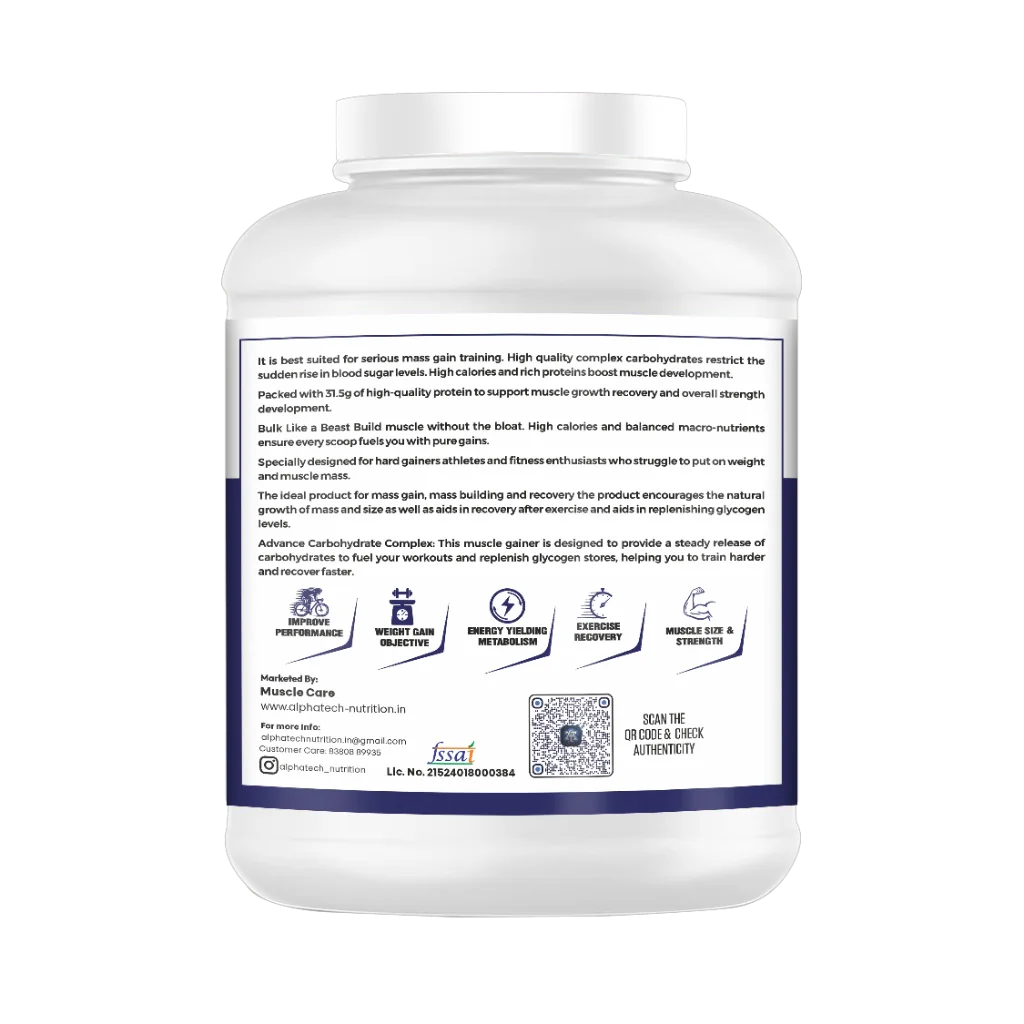 It is best suited for serious mass gain training. High quality complex carbohydrates restrict the
sudden rise in blood sugar levels. High calories and rich proteins boost muscle development.
Packed with 31.5g of high-quality protein to support muscle growth recovery and overall strength
development.
Bulk Like a Beast Build muscle without the bloat. High calories and balanced macro-nutrients
ensure every scoop fuels you with pure gains.
Specially designed for hard gainers athletes and fitness enthusiasts who struggle to put on weight
and muscle mass.
The ideal product for mass gain, mass building and recovery the product encourages the natural
growth of mass and size as well as aids in recovery after exercise and aids in replenishing glycogen
levels.
Advance Carbohydrate Complex: This muscle gainer is designed to provide a steady release of
carbohydrates to fuel your workouts and replenish glycogen stores, helping you to train harder
and recover faster.
IMPROVE
PERFORMANCE
WEIGHT GAIN
OBJECTIVE
ENERGY YIELDING
METABOLISM
EXERCISE
RECOVERY
MUSCLE SIZE &
STRENGTH
Marketed By:
Muscle Care
www.alphatech-nutrition.in
For more Info:
alphatechnutrition.in@gmail.com
Customer Care: 83808 89935
alphatech_nutrition
fssai
Lic. No. 21524018000384
SCAN THE
QR CODE & CHECK
AUTHENTICITY